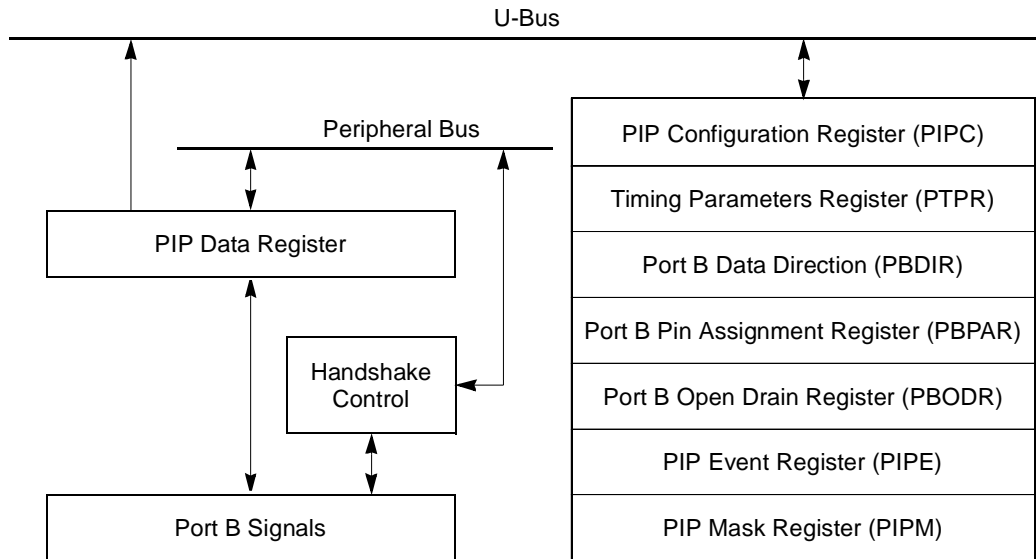 U-Bus
Peripheral Bus
PIP Data Register
Handshake
Control
Port B Signals
PIP Configuration Register (PIPC)
Timing Parameters Register (PTPR)
Port B Data Direction (PBDIR)
Port B Pin Assignment Register (PBPAR)
Port B Open Drain Register (PBODR)
PIP Event Register (PIPE)
PIP Mask Register (PIPM)